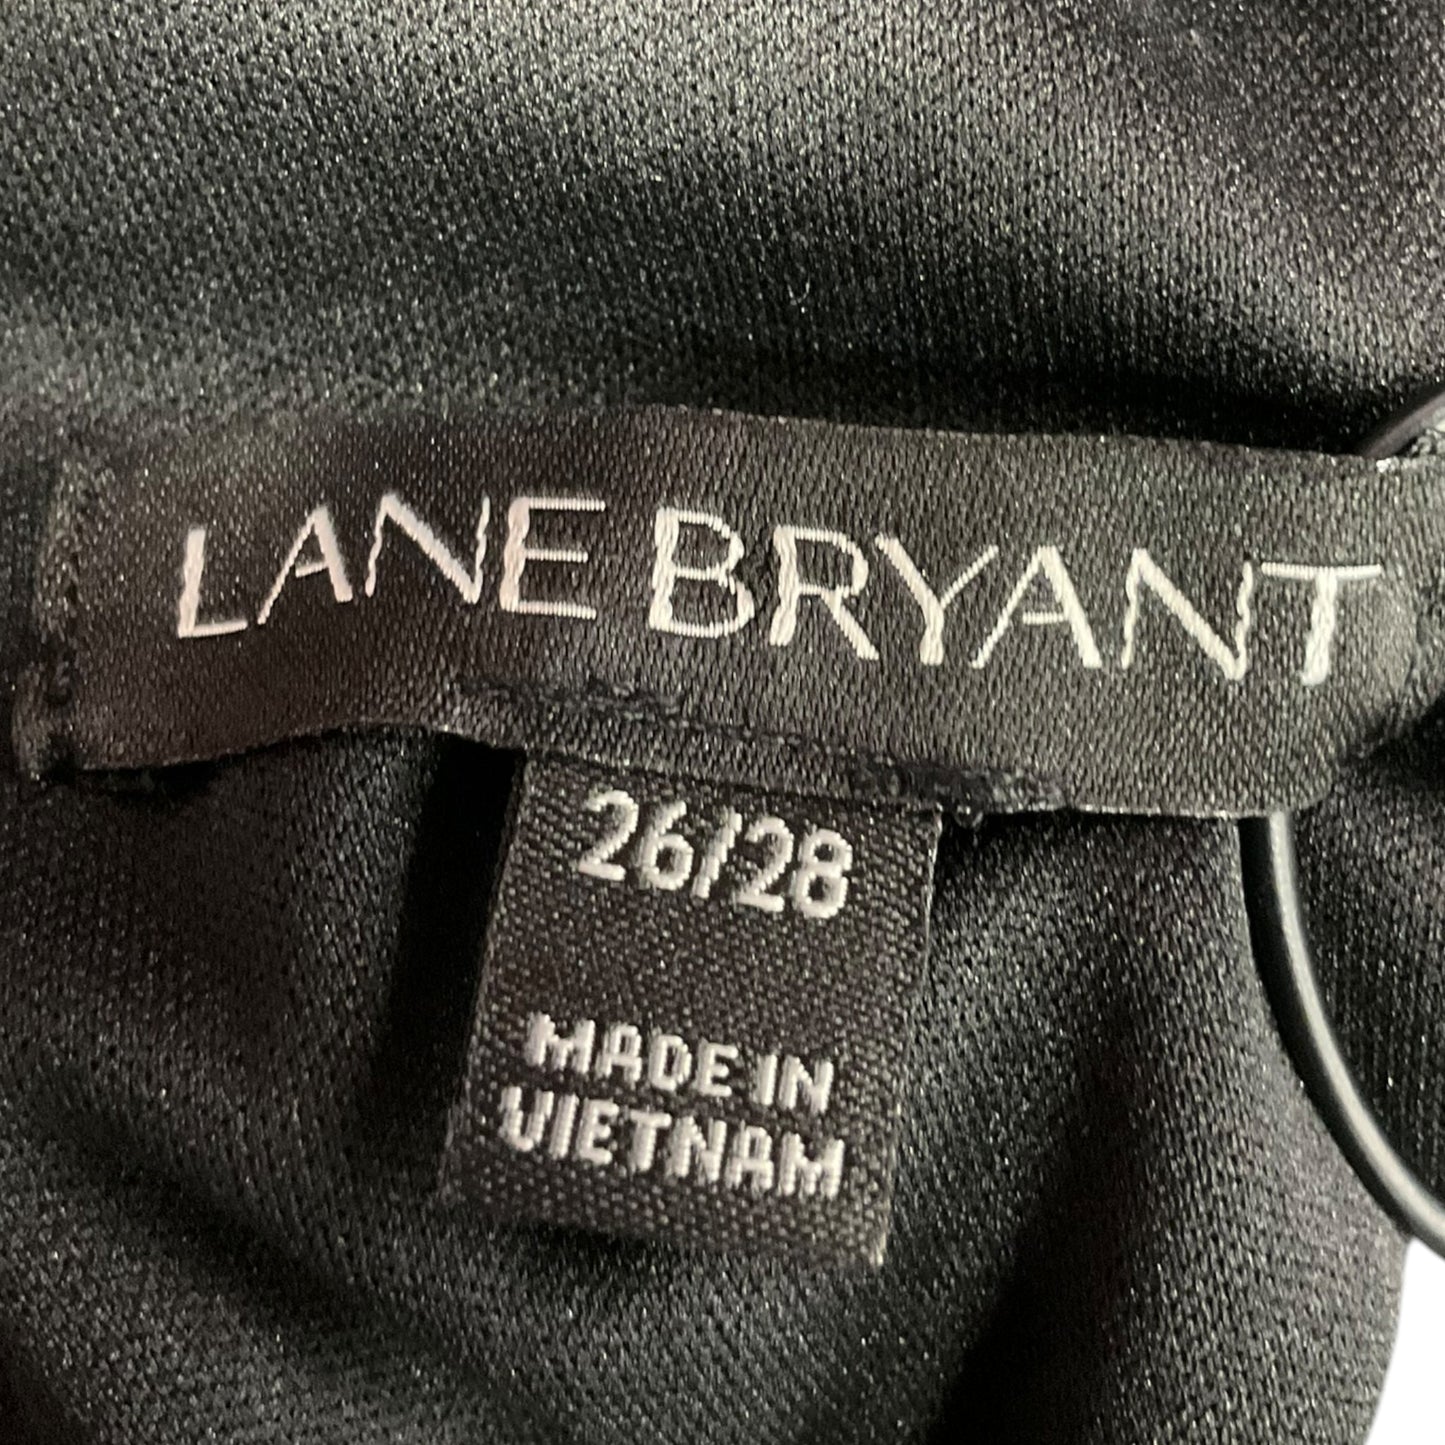 LANE BRYANT
26/28
MADE IN
VIETNAM